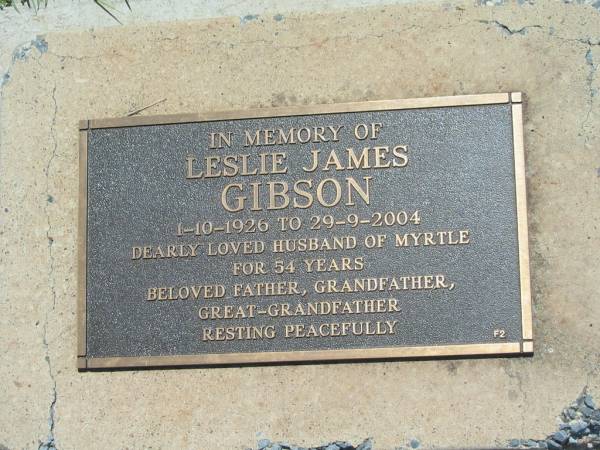 IN MEMORY OF
LESLIE JAMES
GIBSON
1-10-1926 TO 29-9-2004
DEARLY LOVED HUSBAND OF MYRTLE
FOR 54 YEARS
BELOVED FATHER, GRANDFATHER,
GREAT-GRANDFATHER
RESTING PEACEFULLY
F2